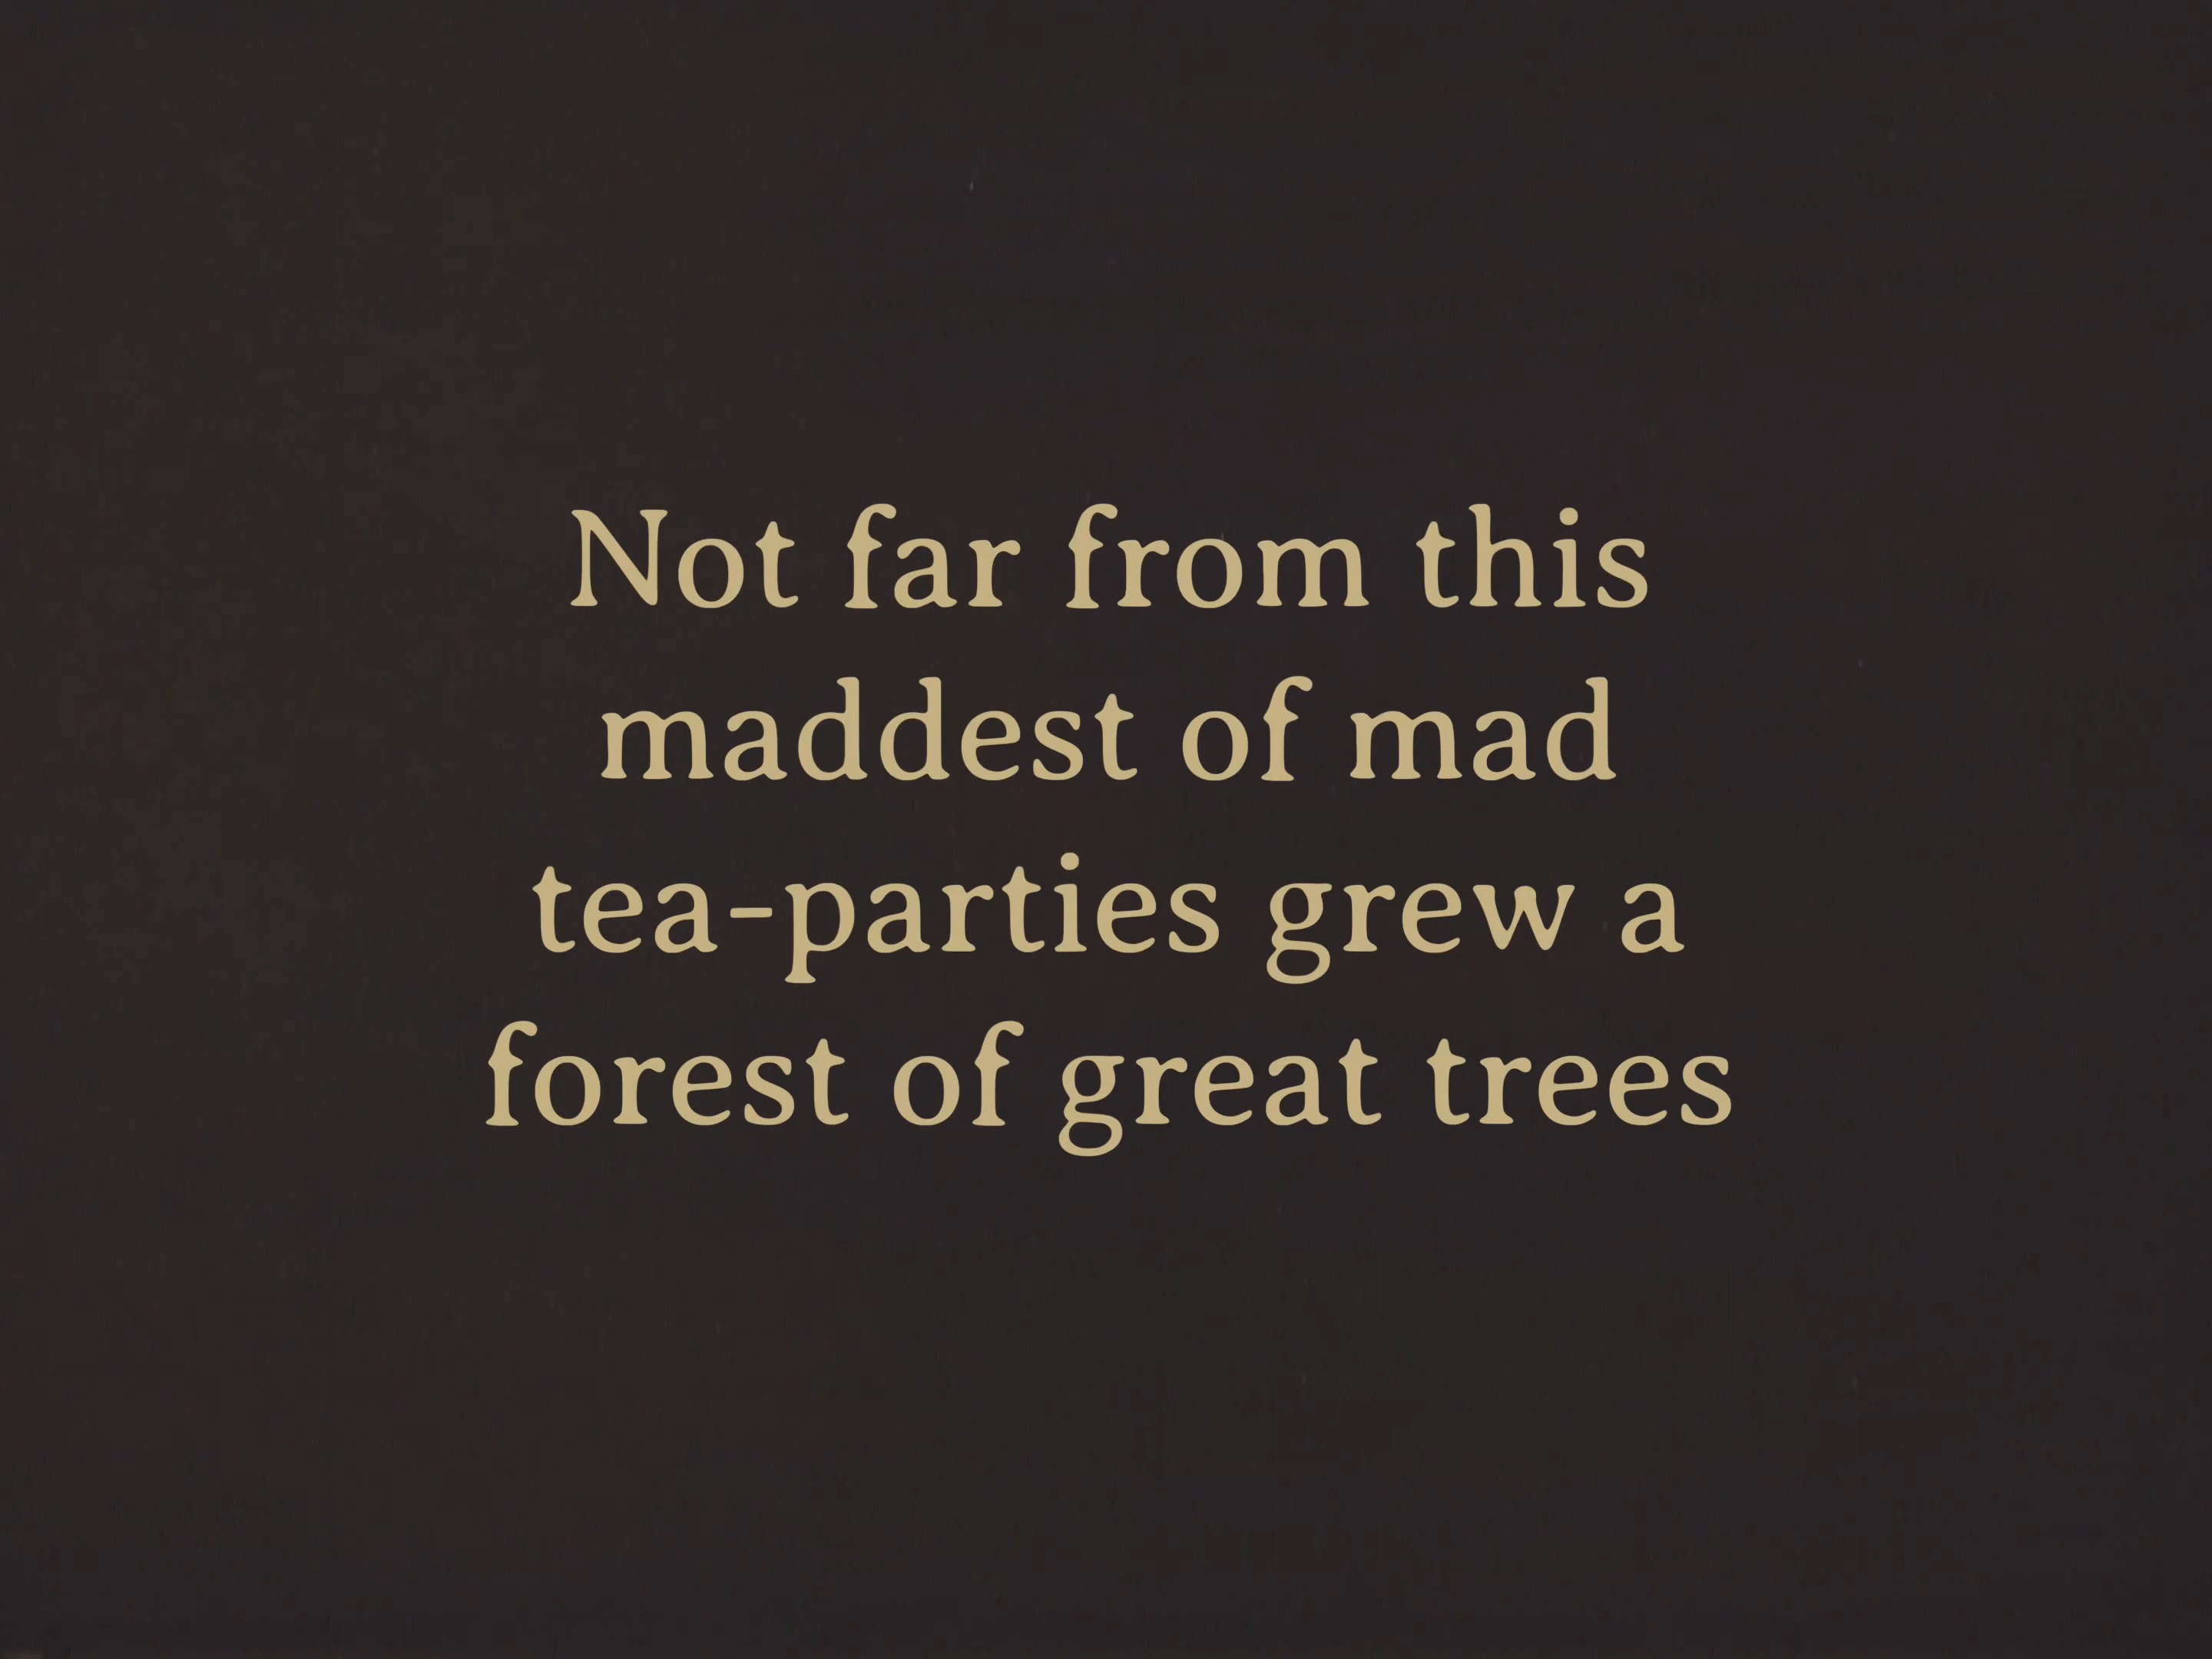 Not far from this
maddest of mad
tea-parties grew a
forest of great trees